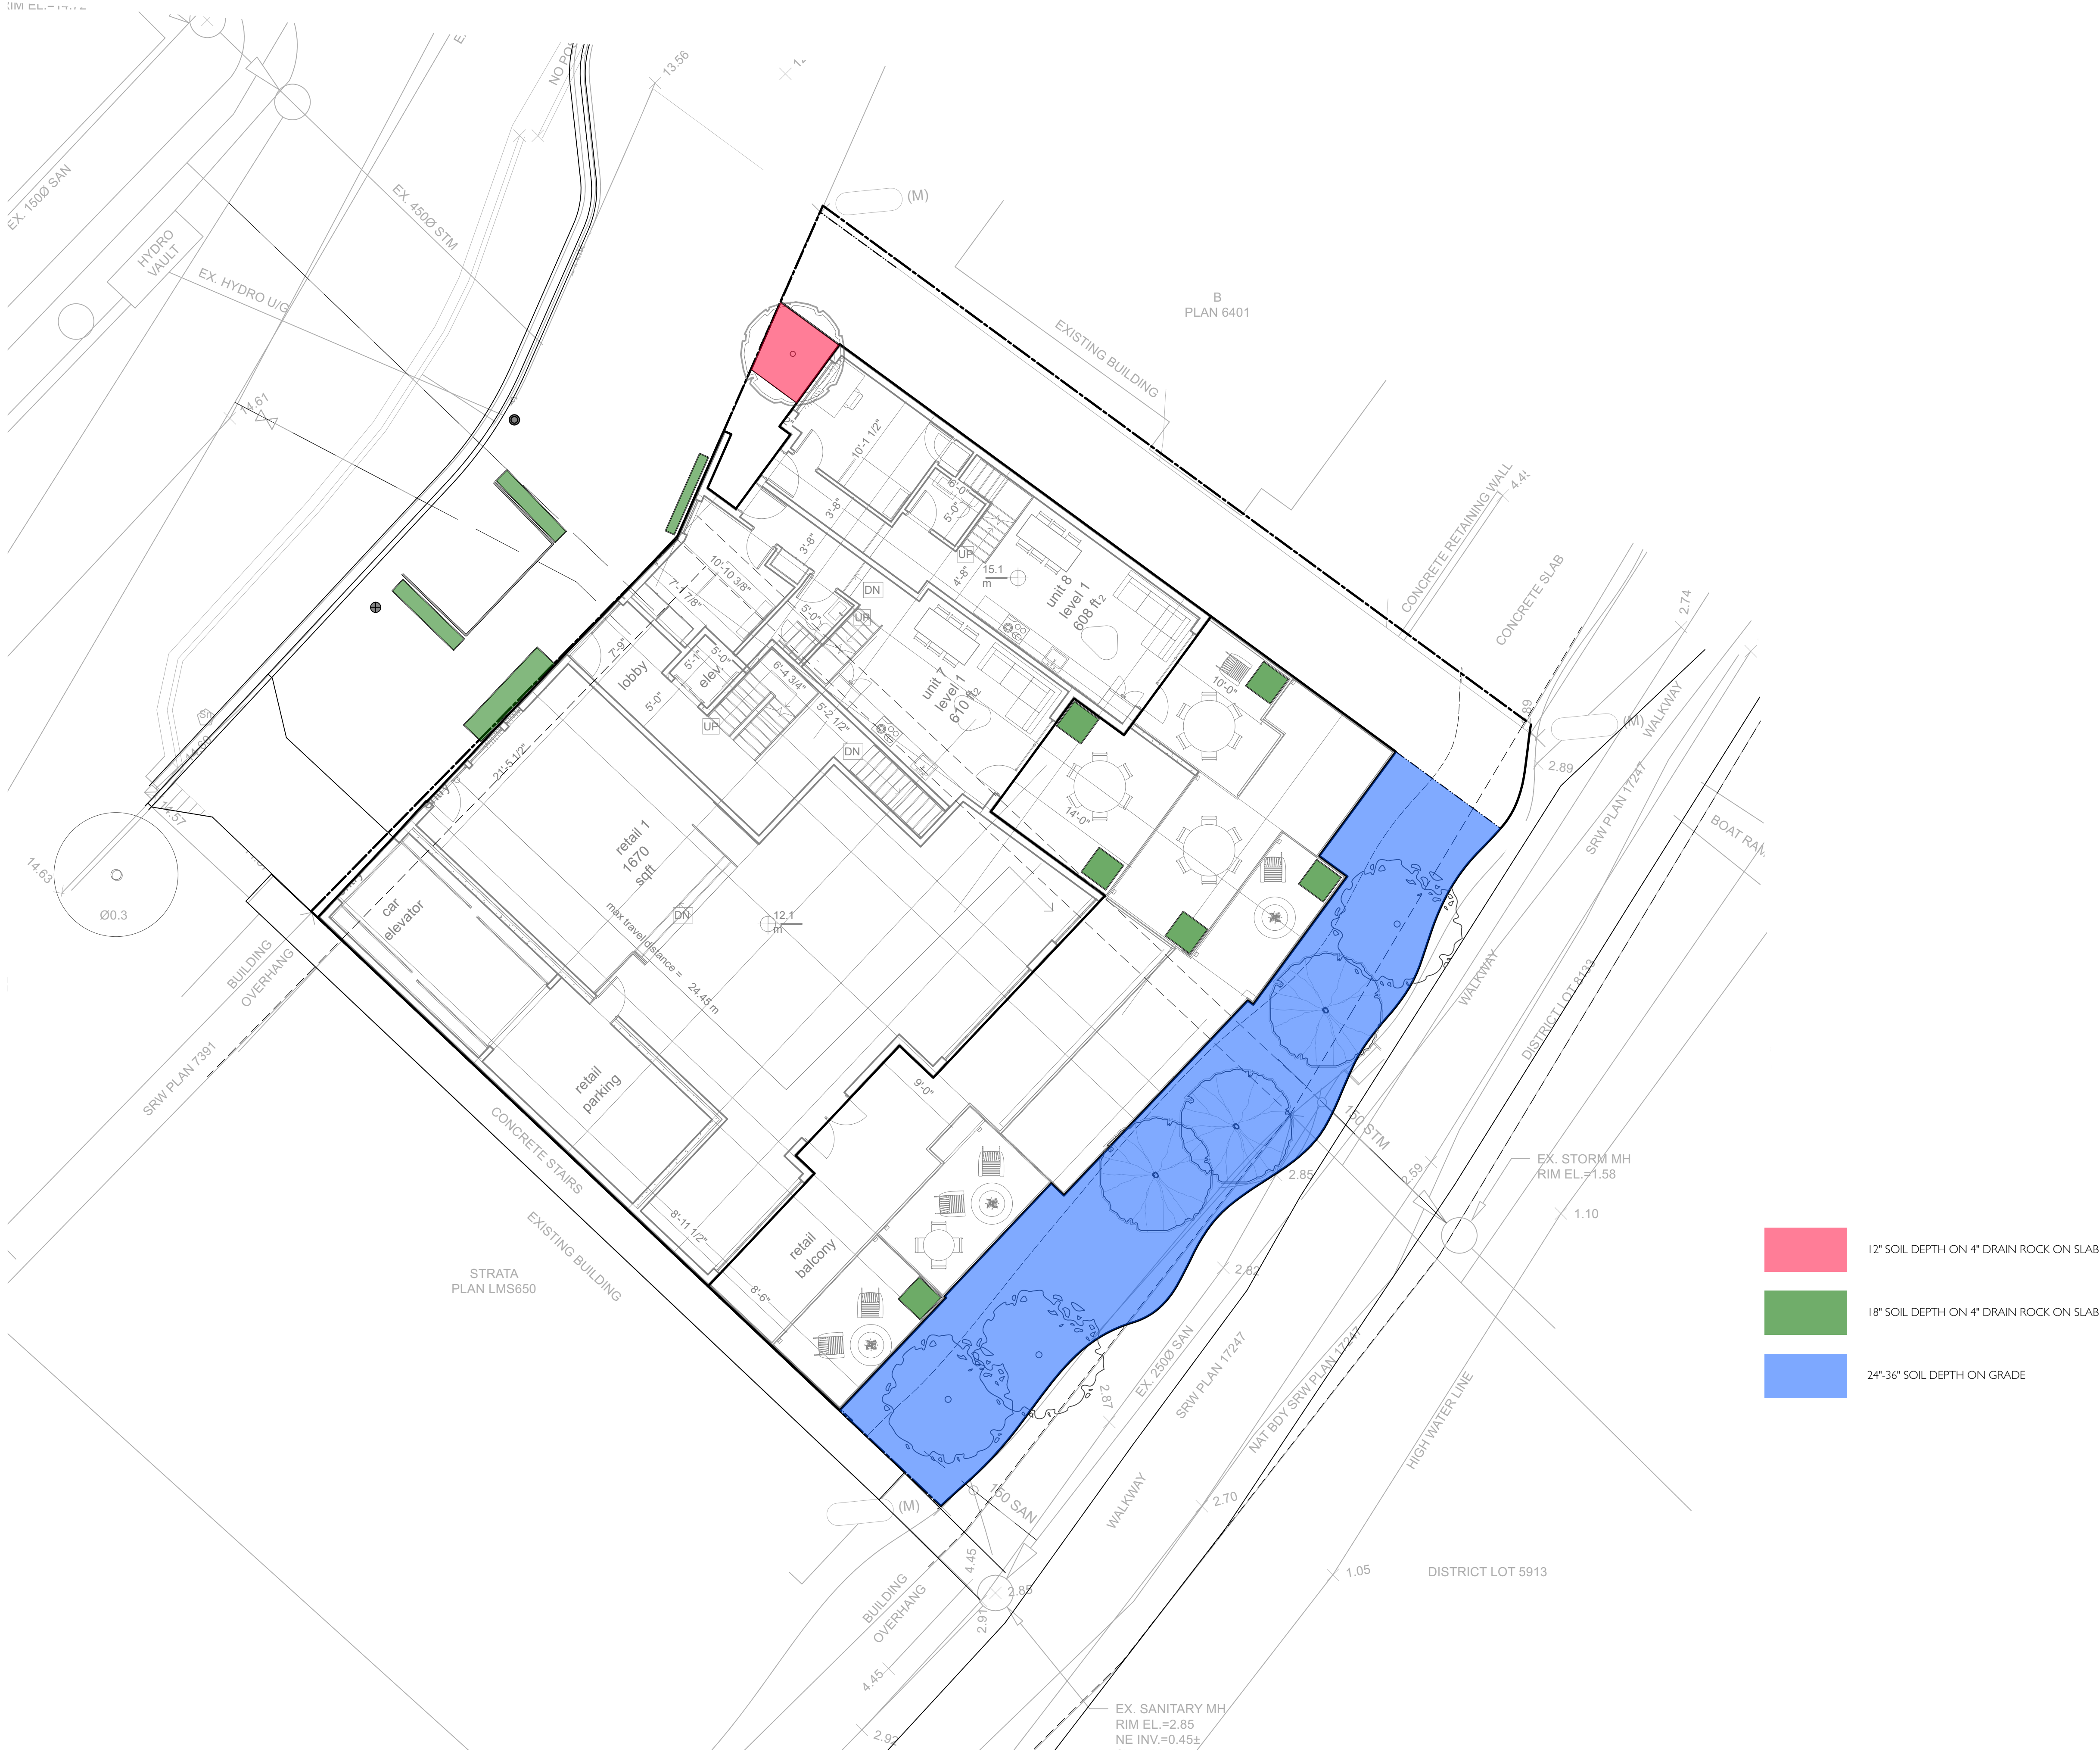 EX. 150Ø SAN
HYDRO
VAULT
EX. HYDRO U/G
EX. 450Ø STM
13.56
(M)
B
PLAN 6401
EXISTING BUILDING
14.61
CONCRETE RETAINING WALL
CONCRETE SLAB
2.74
10'-1 1/2"
3'-8"
6'-0"
5'-0"
UP
3'-8"
4'-8"
15.1
m
unit 8
level 1
608 ft2
10'-10 3/8"
DN
UP
5'-0"
unit 7
level 1
610 ft2
7'-9"
lobby
5'-0"
5'-1"
5'-0"
elev.
6'-4 3/4"
5'-2 1/2"
UP
DN
10'-0"
14'-0"
(M)
2.89
WALKWAY
SRW PLAN 17247
14.57
14.63
Ø0.3
21'-5 1/2"
retail 1
1670
sqft
DN
12.1
m
max travel distance =
24.45 m
car
elevator
retail
parking
BUILDING
OVERHANG
SRW PLAN 7391
CONCRETE STAIRS
EXISTING BUILDING
STRATA
PLAN LMS650
8'-11 1/2"
9'-0"
retail
balcony
8'-6"
WALKWAY
DISTRICT LOT 8133
150 STM
2.85
2.59
EX. STORM MH
RIM EL.=1.58
1.10
2.82
EX. 250Ø SAN
SRW PLAN 17247
NAT BDY SRW PLAN 17247
HIGH WATER LINE
2.87
WALKWAY
2.70
1.05
DISTRICT LOT 5913
(M)
150 SAN
4.45
2.85
2.91
BUILDING
OVERHANG
4.45
2.92
EX. SANITARY MH
RIM EL.=2.85
NE INV.=0.45±
12" SOIL DEPTH ON 4" DRAIN ROCK ON SLAB
18" SOIL DEPTH ON 4" DRAIN ROCK ON SLAB
24"-36" SOIL DEPTH ON GRADE